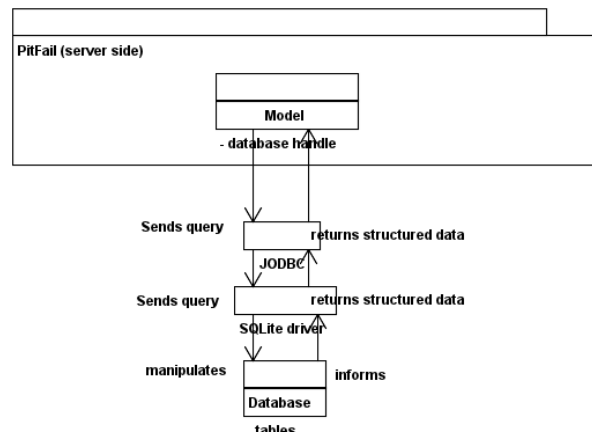 PitFail (server side)
Model
- database handle
Sends query
returns structured data
JODBC
Sends query
returns structured data
SQLite driver
manipulates
informs
Database
tables